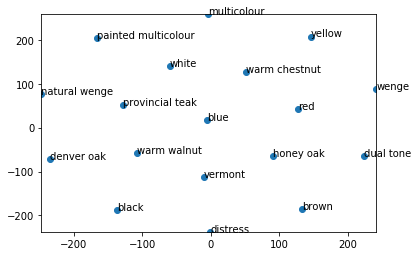 multicolour
200
painted multicolour
yellow
white
warm chestnut
100
natural wenge
wenge
provincial teak
red
blue
0
warm walnut
honey oak
dual tone
denver oak
−100
vermont
black
brown
−200
distress
−200 −100 0 100 200